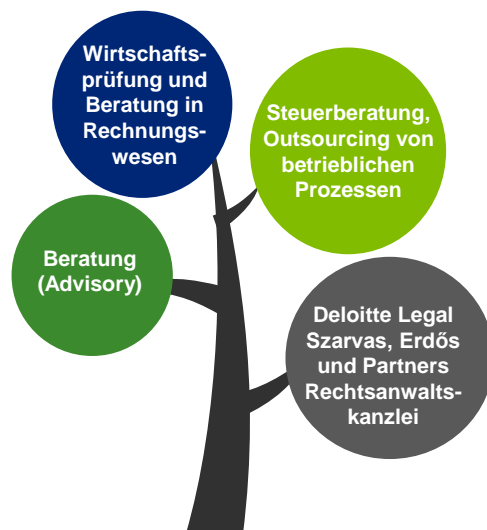 Wirtschafts-
prüfung und
Beratung in
Rechnungs-
wesen
Steuerberatung,
Outsourcing von
betrieblichen
Prozessen
Beratung
(Advisory)
Deloitte Legal
Szarvas, Erdős
und Partners
Rechtsanwalts-
kanzlei